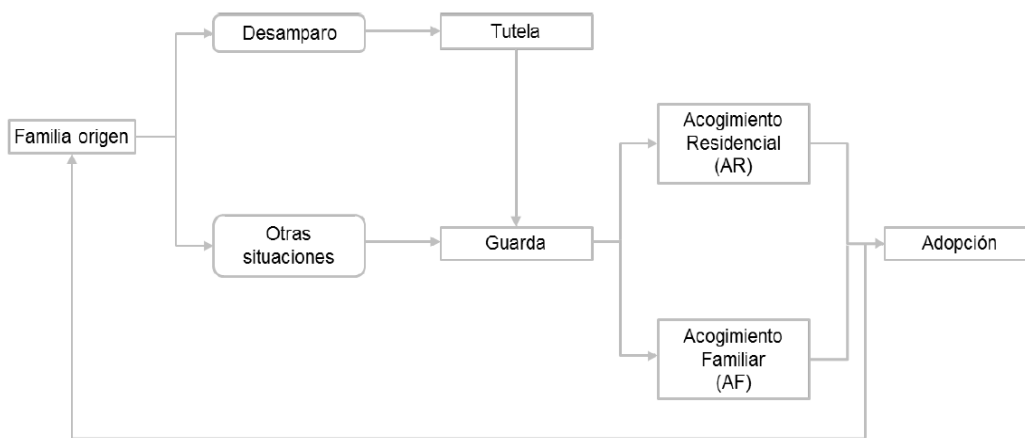 Desamparo
Tutela
Familia origen
Acogimiento
Residencial
(AR)
Otras
situaciones
Guarda
Adopción
Acogimiento
Familiar
(AF)